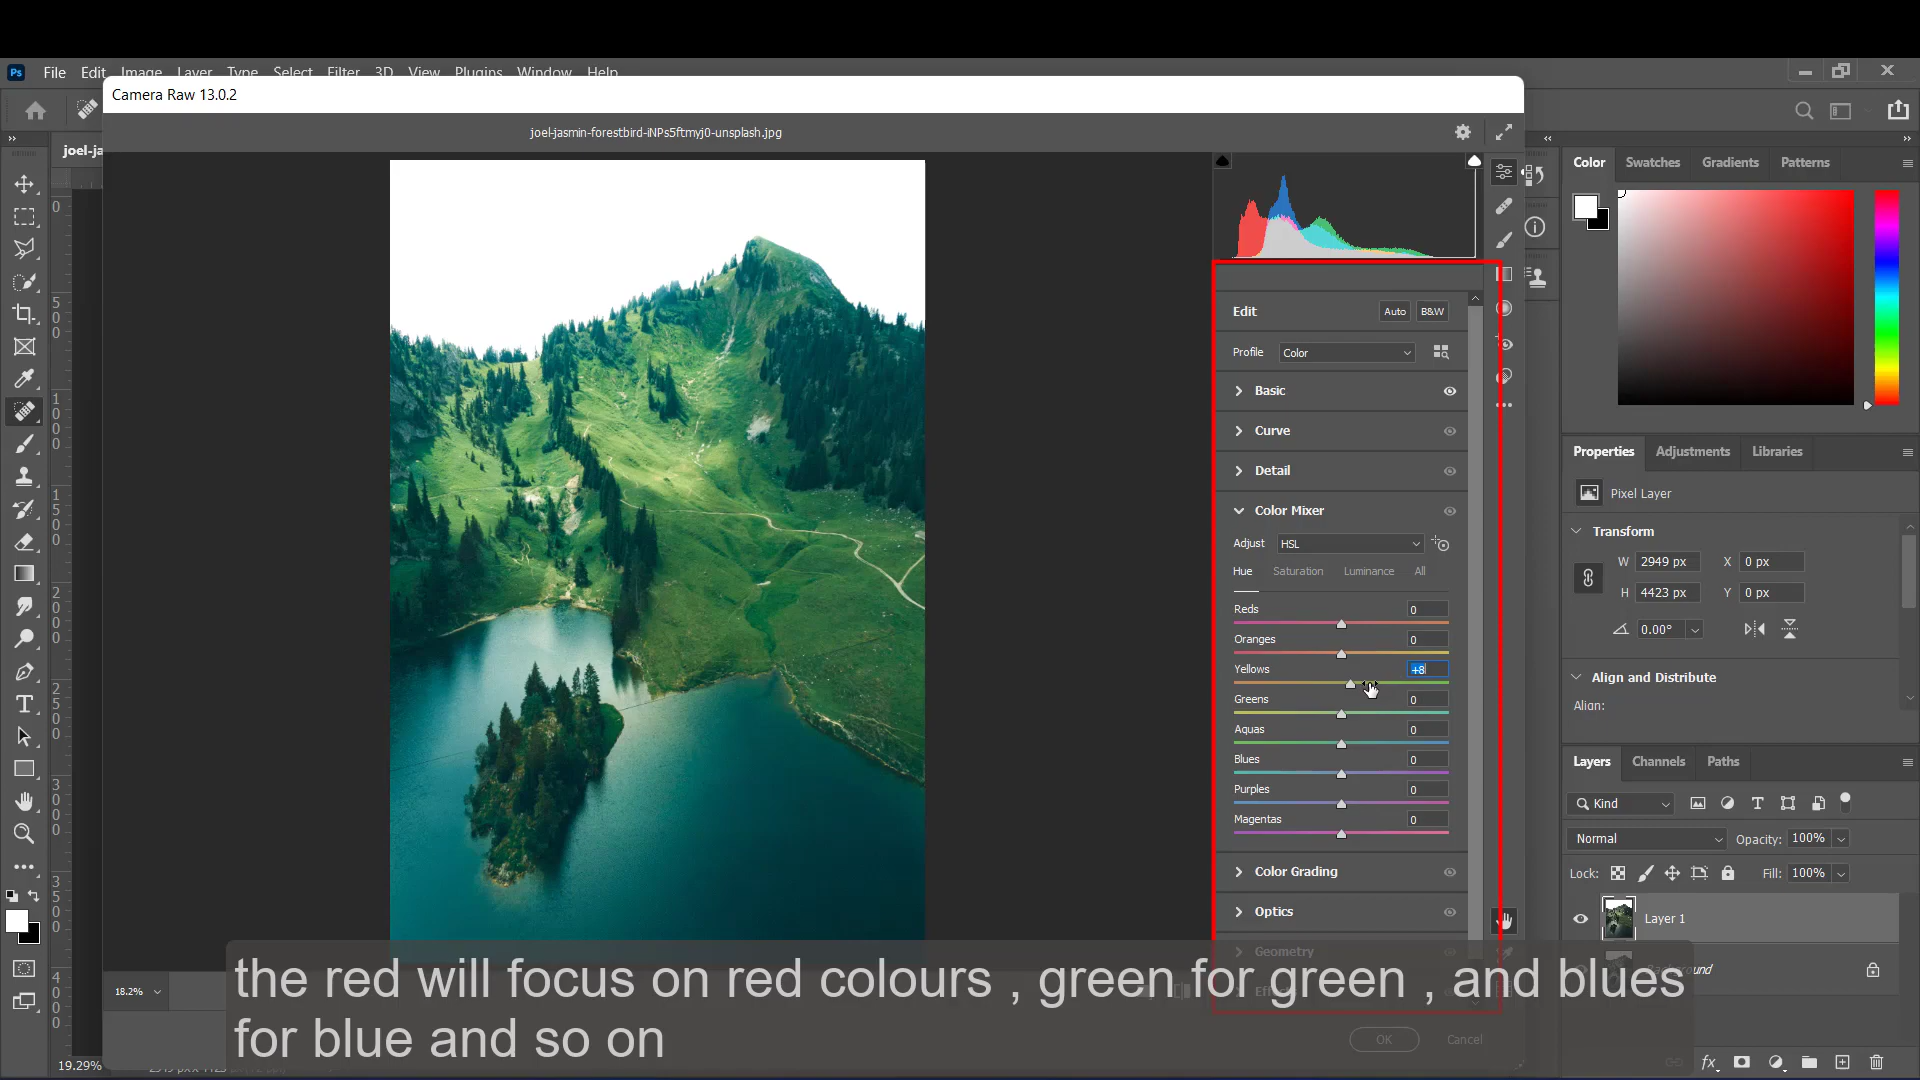 Ps File Edit Image Layer Type Select Filter 3D View Plugins Window Help
Camera Raw 13.0.2
joel-jasmin-forestbird-iNPs5ftmyj0-unsplash.jpg
joel-ja
Color Swatches Gradients Patterns
Edit Auto B&W
Profile Color
Basic
Curve
Detail
Color Mixer
Adjust HSL
Hue Saturation Luminance All
Reds 0
Oranges 0
Yellows +8
Greens 0
Aquas 0
Blues 0
Purples 0
Magentas 0
Color Grading
Optics
Geometry
OK Cancel
18.2%
19.29%
Properties Adjustments Libraries
Pixel Layer
Transform
W 2949 px X 0 px
H 4423 px Y 0 px
0.00°
Align and Distribute
Align:
Layers Channels Paths
Kind
Normal Opacity: 100%
Lock: Fill: 100%
Layer 1
Background
the red will focus on red colours , green for green , and blues
for blue and so on